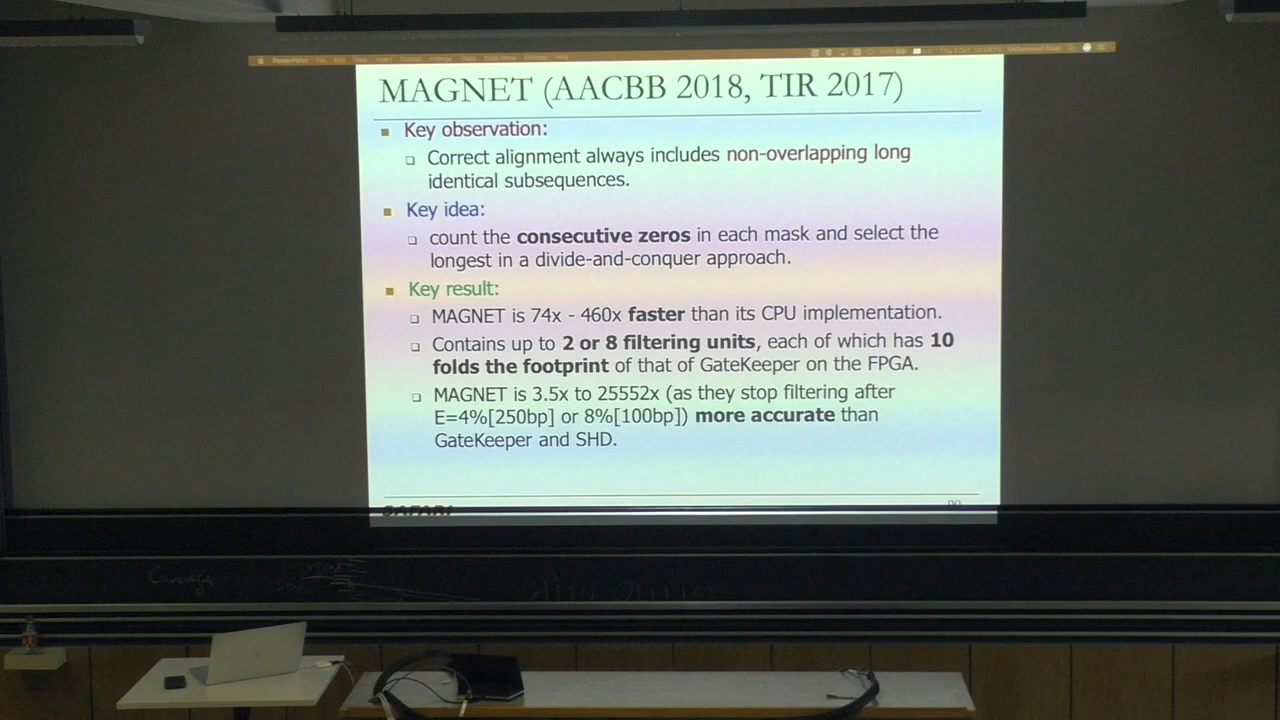 PowerPoint
MAGNET (AACBB 2018, TIR 2017)
Key observation:
Correct alignment always includes non-overlapping long
identical subsequences.
Key idea:
count the consecutive zeros in each mask and select the
longest in a divide-and-conquer approach.
Key result:
MAGNET is 74x - 460x faster than its CPU implementation.
Contains up to 2 or 8 filtering units, each of which has 10
folds the footprint of that of GateKeeper on the FPGA.
MAGNET is 3.5x to 25552x (as they stop filtering after
E=4%[250bp] or 8%[100bp]) more accurate than
GateKeeper and SHD.
SAFARI